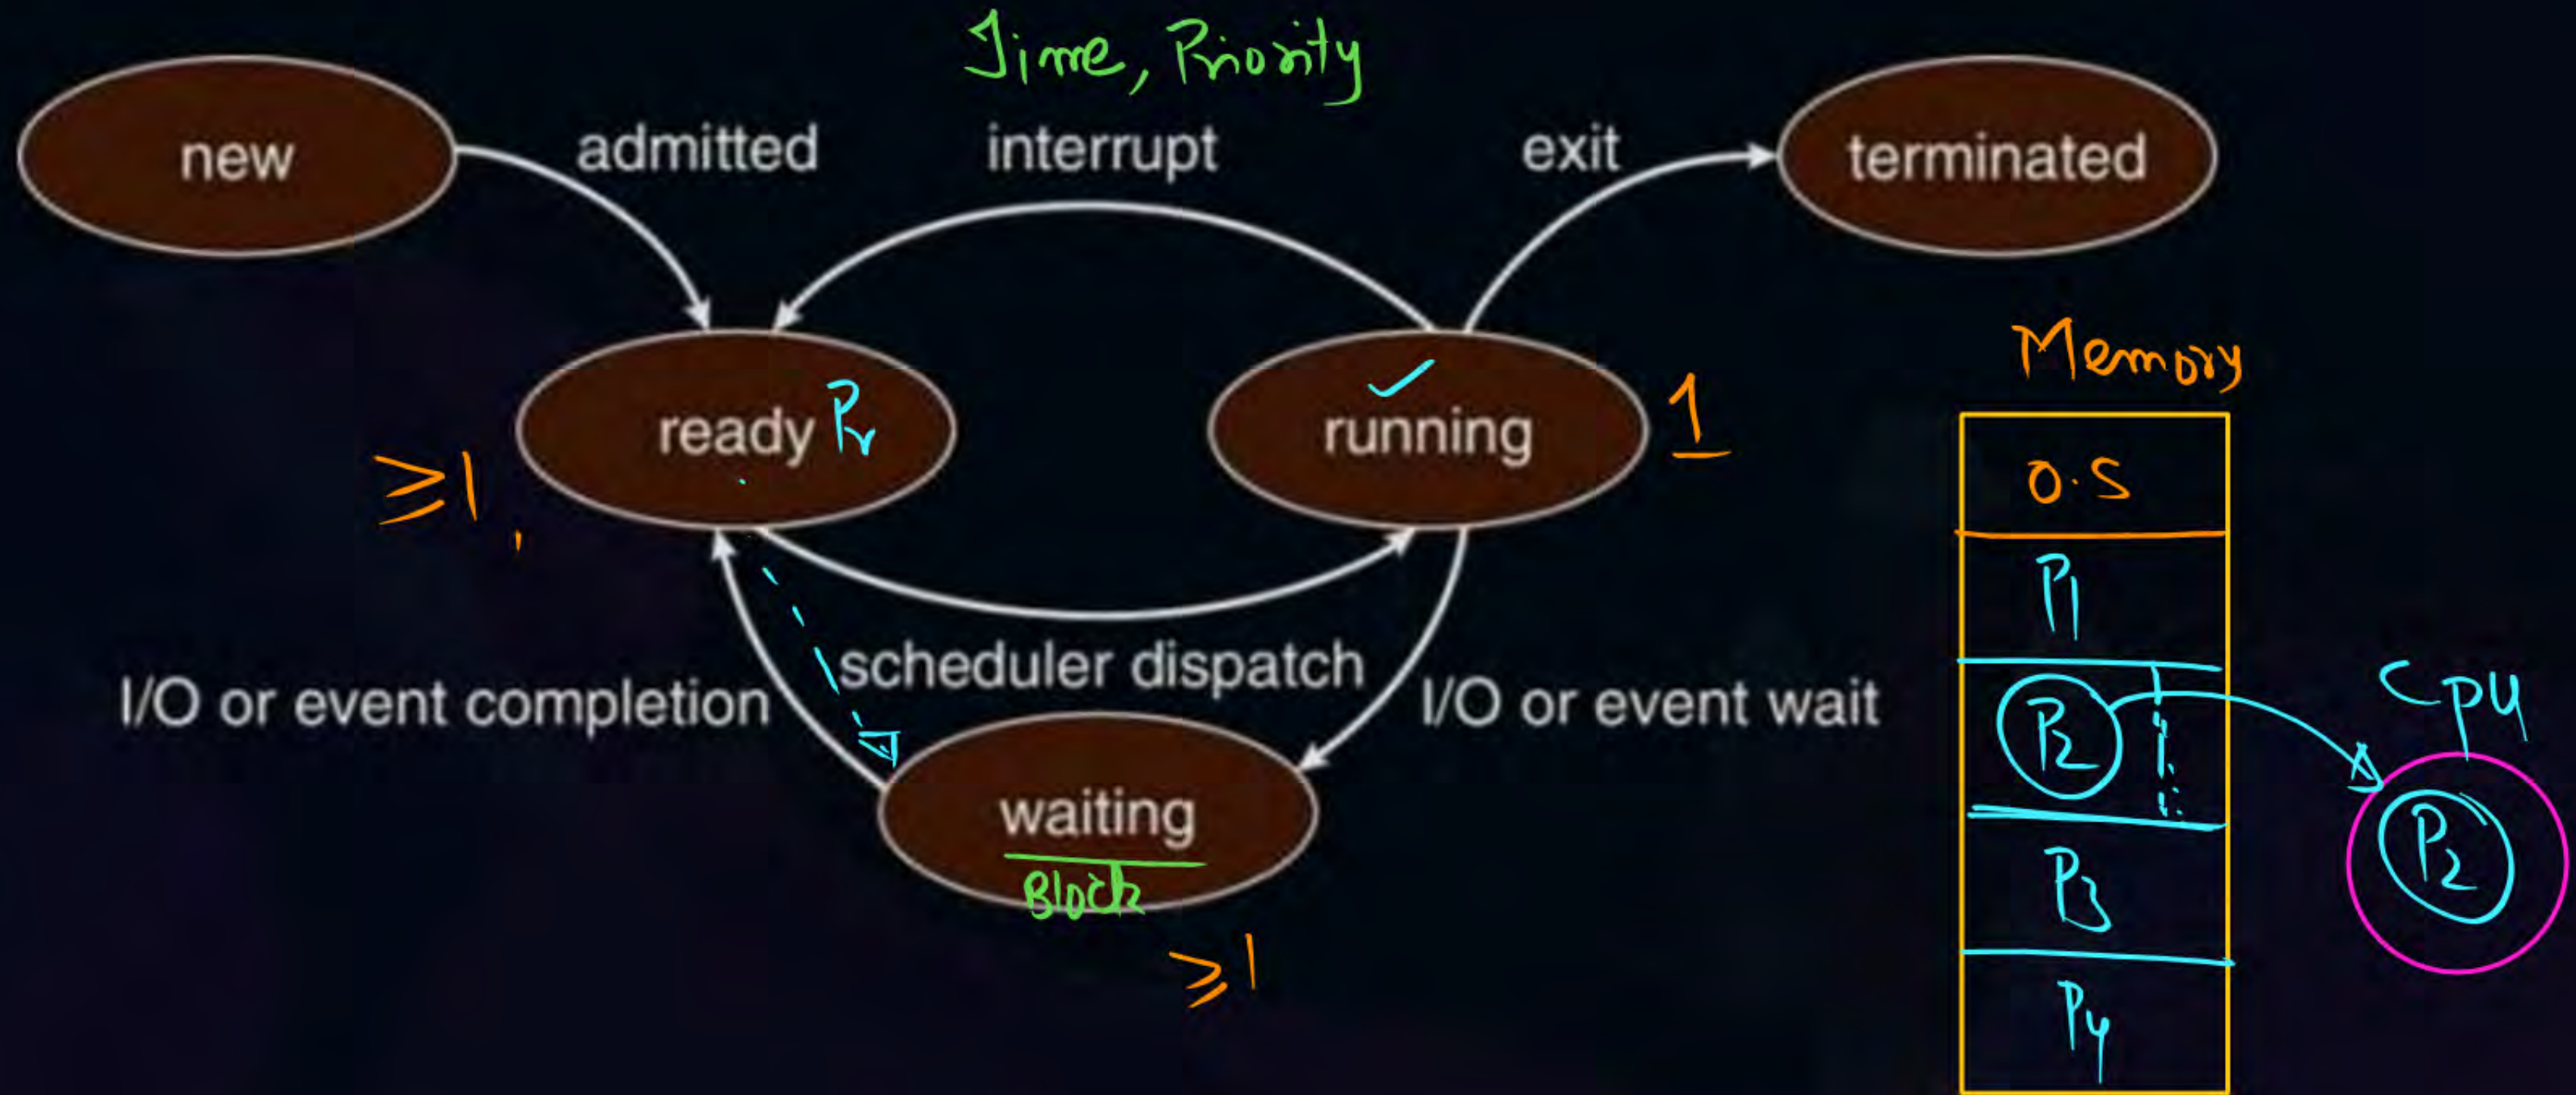 Time, Priority
new
admitted
interrupt
exit
terminated
Memory
ready Pr
running
1
≥1
O.S
P1
scheduler dispatch
I/O or event completion
I/O or event wait
P2
CPU
P2
waiting
Block
≥1
P3
P4